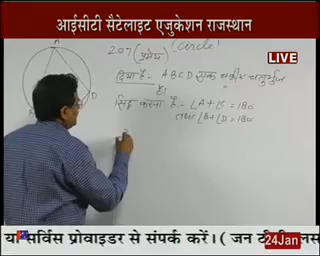 आईसीटी सैटेलाइट एजुकेशन राजस्थान
LIVE
A
D
207 (प्रमेय) (Circle)
दिया है - ABCD एक चक्रीय चतुर्भुज है।
सिद्ध करना है - ∠A+∠C=180
तथा ∠B+∠D=180
या सर्विस प्रोवाइडर से संपर्क करें। ( जन टी
24Jan